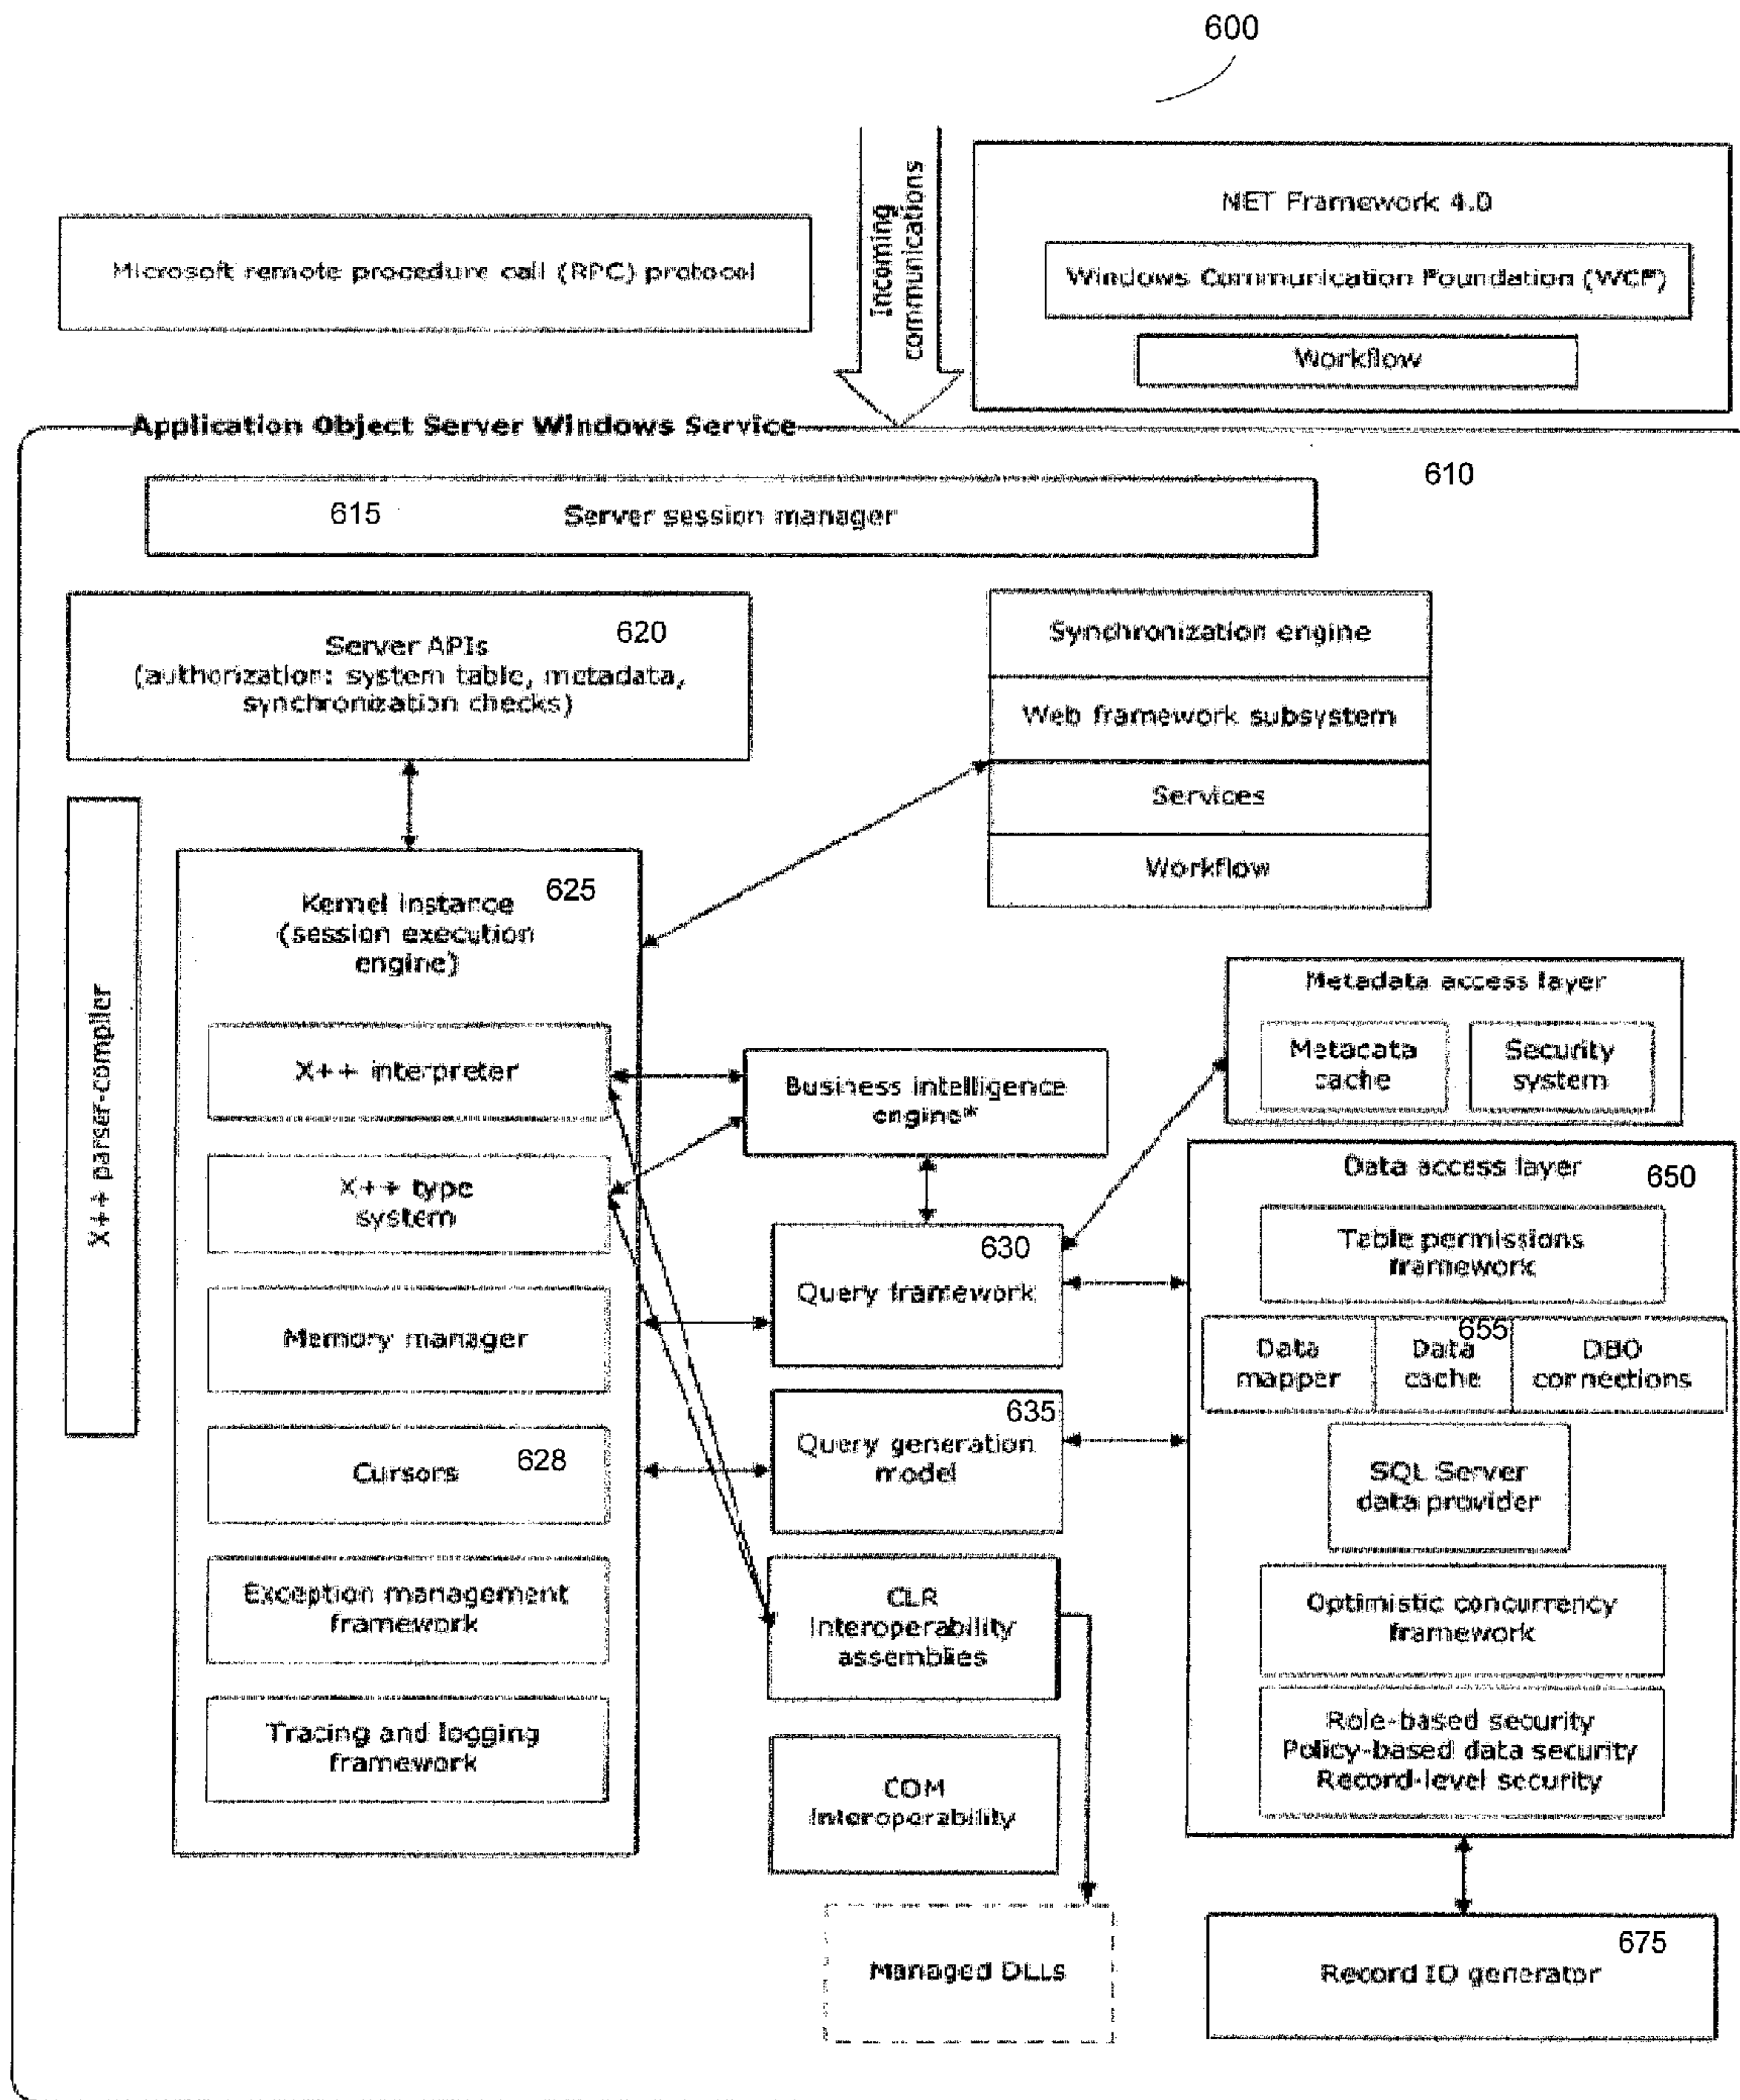 600
NET Framework 4.0
Windows Communication Foundation (WCF)
Workflow
Microsoft remote procedure call (RPC) protocol
Incoming
communications
Application Object Server Windows Service
610
615
Server session manager
620
Server APIs
(authorization: system table, metadata,
synchronization checks)
Synchronization engine
Web framework subsystem
Services
Workflow
X++ parser-compiler
625
Kernel instance
(session execution
engine)
X++ interpreter
X++ type
system
Memory manager
Cursors
628
Exception management
framework
Tracing and logging
framework
Business intelligence
engine*
630
Query framework
635
Query generation
model
CLR
interoperability
assemblies
COM
interoperability
Managed DLLs
Metadata access layer
Metacata
cache
Security
system
Data access layer
650
Table permissions
framework
Data
mapper
655
Data
cache
DBO
connections
SQL Server
data provider
Optimistic concurrency
framework
Role-based security
Policy-based data security
Record-level security
675
Record ID generator